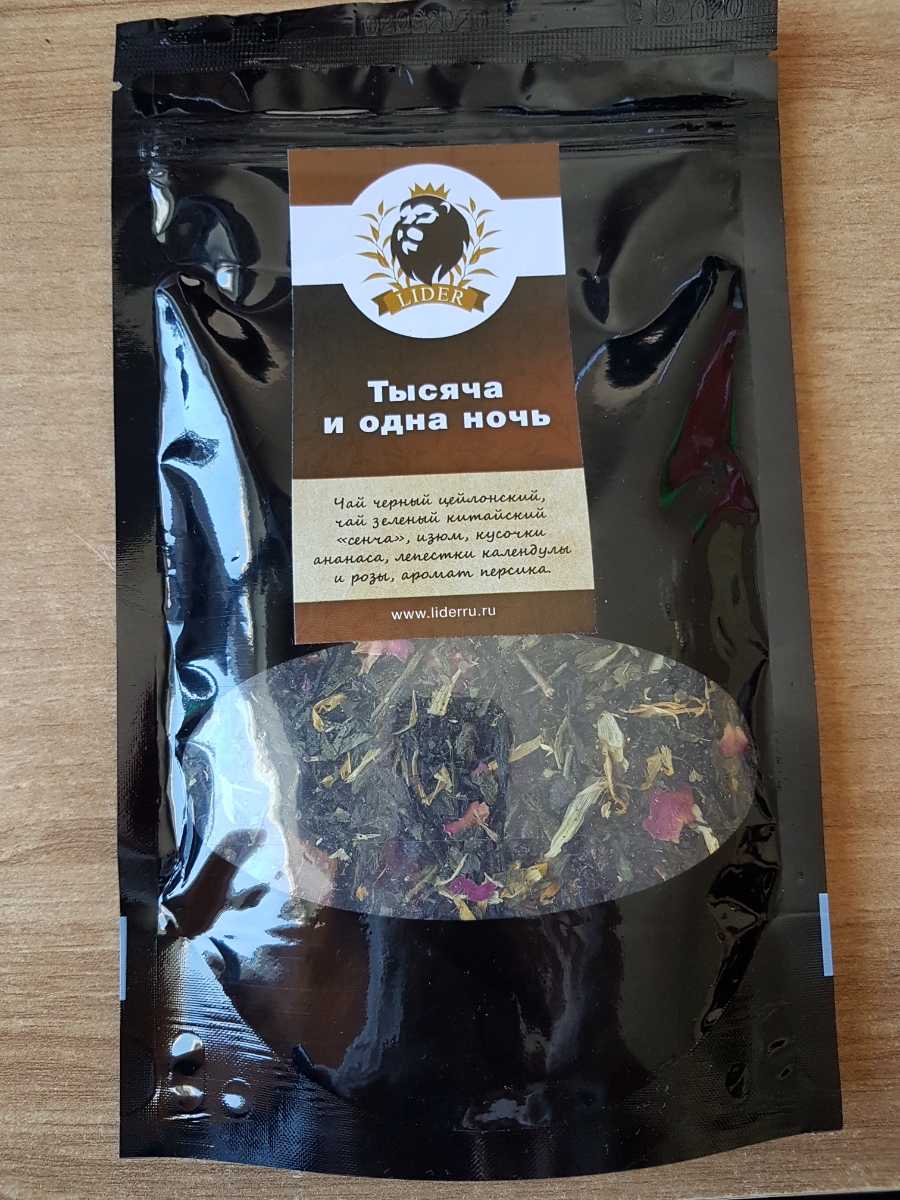 02092020
LIDER
Тысяча
и одна ночь
Чай черный цейлонский,
чай зеленый китайский
«сенча», изюм, кусочки
ананаса, лепестки календулы
и розы, аромат персика.
www.liderru.ru